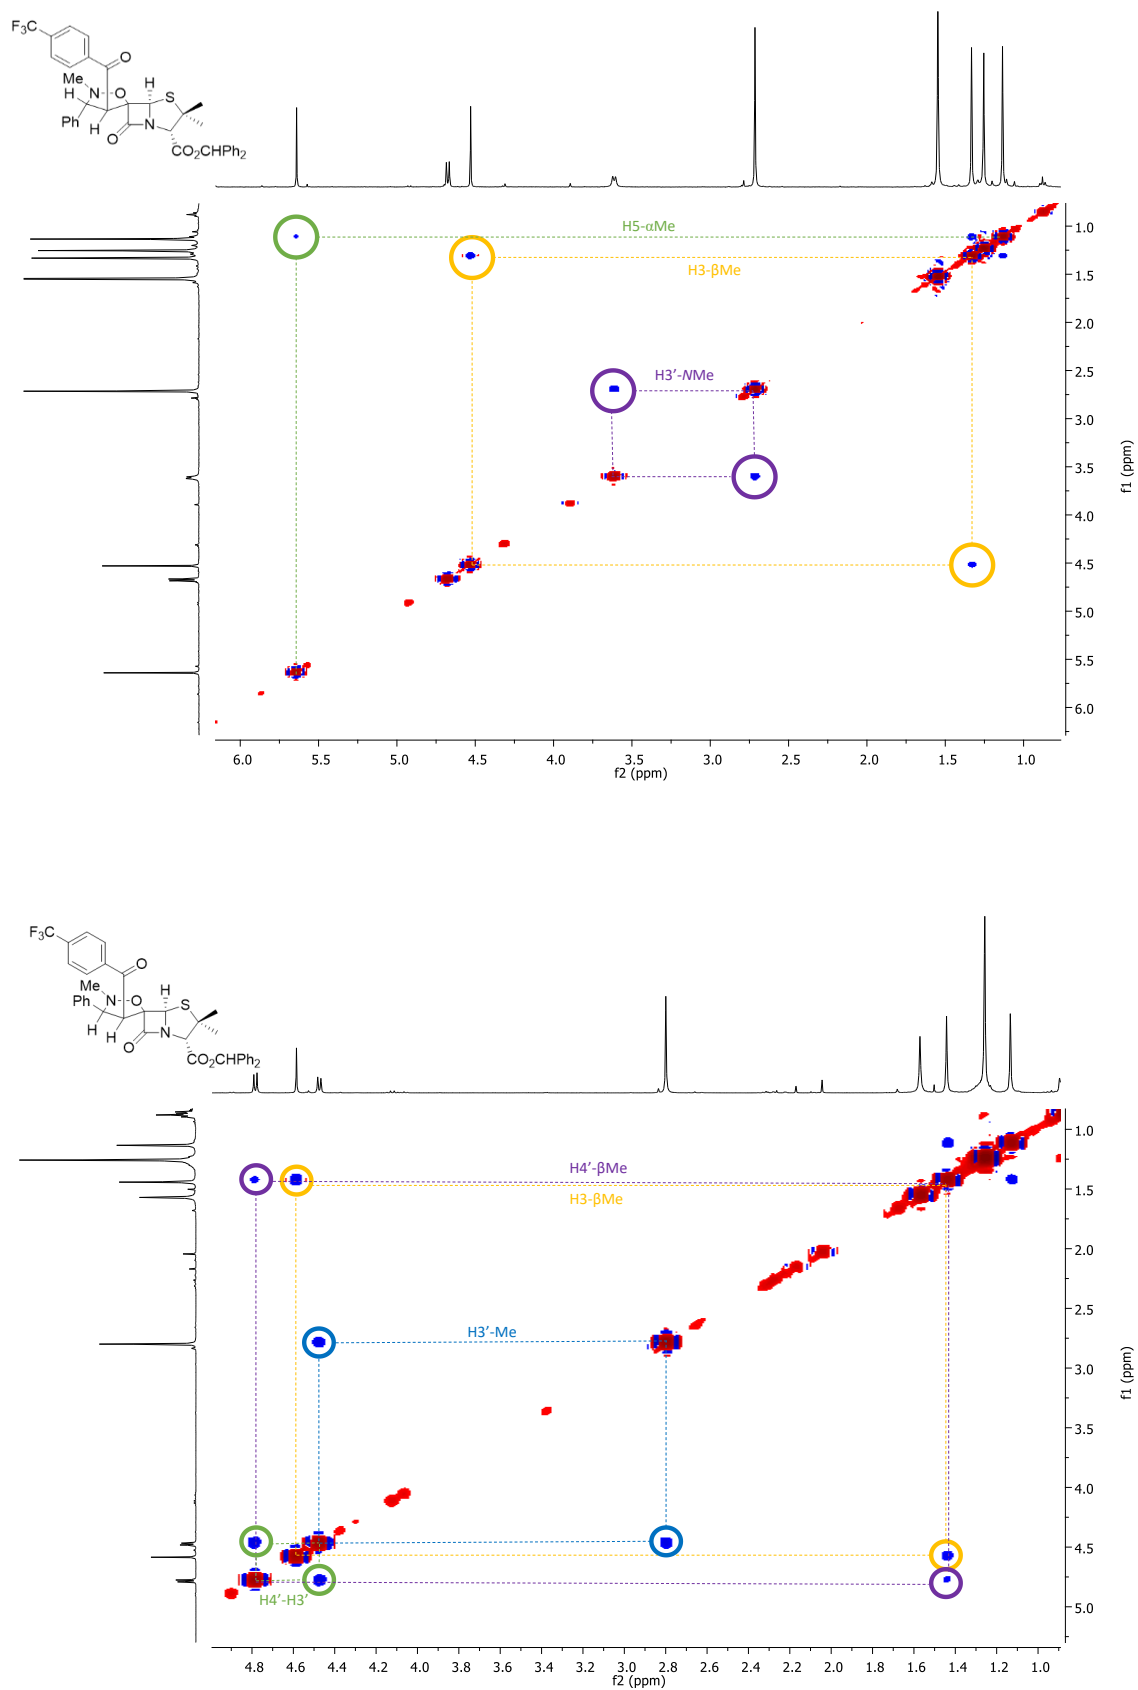 F3C
O
Me
N
O
H
H
S
Ph
H
O
N
CO2CHPh2
H5-αMe
H3-βMe
H3′-NMe
1.0
1.5
2.0
2.5
3.0
3.5
4.0
4.5
5.0
5.5
6.0
f1 (ppm)
6.0 5.5 5.0 4.5 4.0 3.5 3.0 2.5 2.0 1.5 1.0
f2 (ppm)
F3C
O
Me
N
O
H
S
Ph
H
H
O
N
CO2CHPh2
H4′-βMe
H3-βMe
H3′-Me
H4′-H3′
1.0
1.5
2.0
2.5
3.0
3.5
4.0
4.5
5.0
f1 (ppm)
4.8 4.6 4.4 4.2 4.0 3.8 3.6 3.4 3.2 3.0 2.8 2.6 2.4 2.2 2.0 1.8 1.6 1.4 1.2 1.0
f2 (ppm)